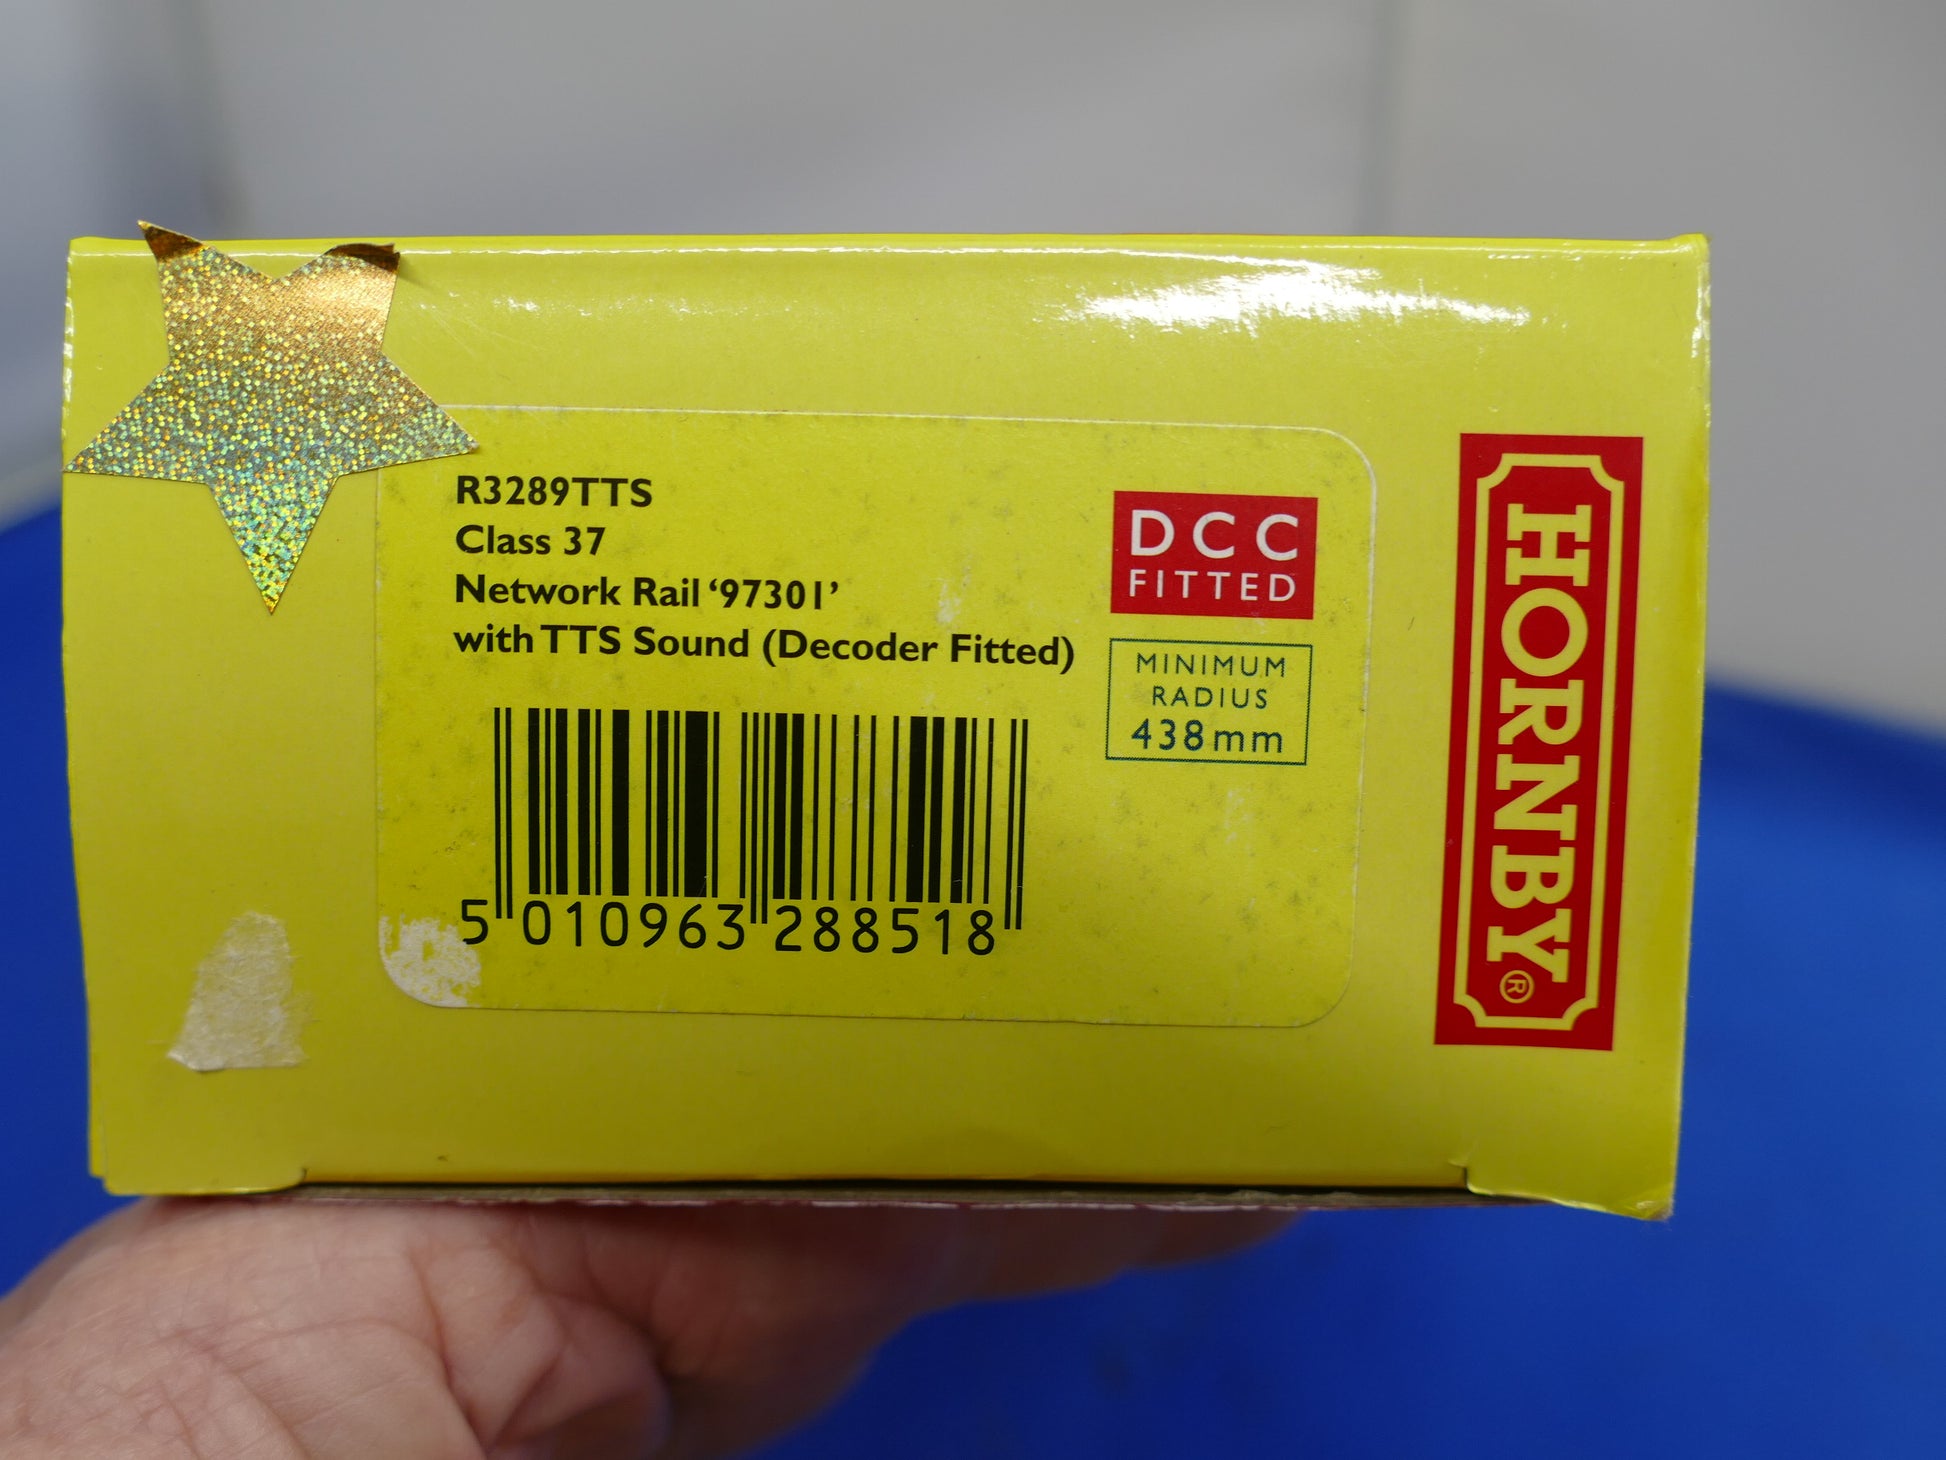 R3289TTS
Class 37
Network Rail ‘97301’
with TTS Sound (Decoder Fitted)
5 010963 288518
DCC
FITTED
MINIMUM
RADIUS
438mm
HORNBY®